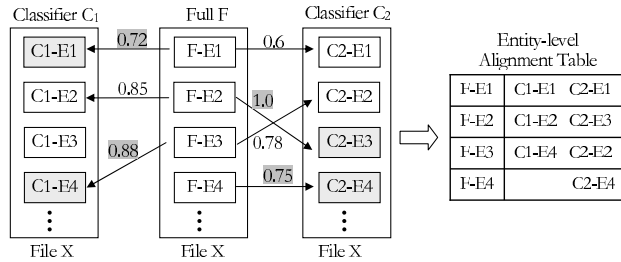 Classifier C1 Full F Classifier C2
C1-E1 0.72 F-E1 0.6 C2-E1
C1-E2 0.85 F-E2 1.0 C2-E2
C1-E3 F-E3 0.78 C2-E3
C1-E4 0.88 F-E4 0.75 C2-E4
File X File X File X
Entity-level
Alignment Table
F-E1 C1-E1 C2-E1
F-E2 C1-E2 C2-E3
F-E3 C1-E4 C2-E2
F-E4 C2-E4